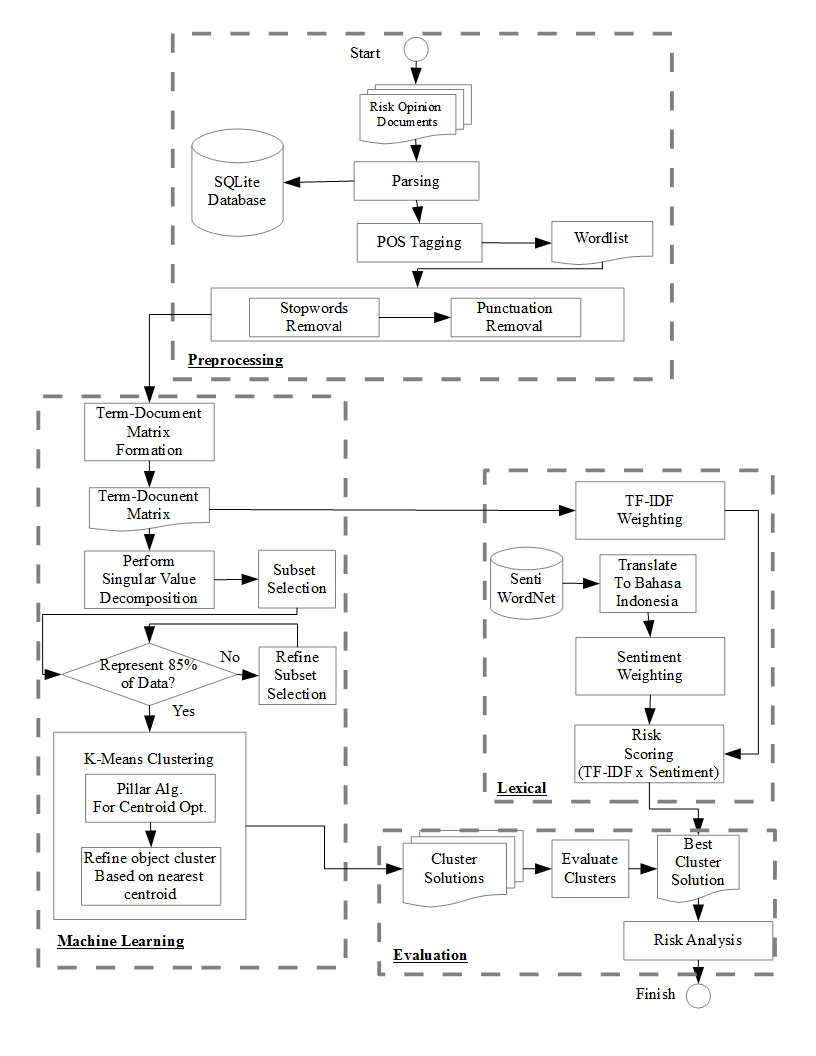 Start
Risk Opinion
Documents
SQLite
Database
Parsing
POS Tagging
Wordlist
Stopwords
Removal
Punctuation
Removal
Preprocessing
Term-Document
Matrix
Formation
Term-Docunent
Matrix
Perform
Singular Value
Decomposition
Subset
Selection
Represent 85%
of Data?
No
Refine
Subset
Selection
Yes
K-Means Clustering
Pillar Alg.
For Centroid Opt.
Refine object cluster
Based on nearest
centroid
Machine Learning
TF-IDF
Weighting
Senti
WordNet
Translate
To Bahasa
Indonesia
Sentiment
Weighting
Risk
Scoring
(TF-IDF x Sentiment)
Lexical
Cluster
Solutions
Evaluate
Clusters
Best
Cluster
Solution
Risk Analysis
Evaluation
Finish